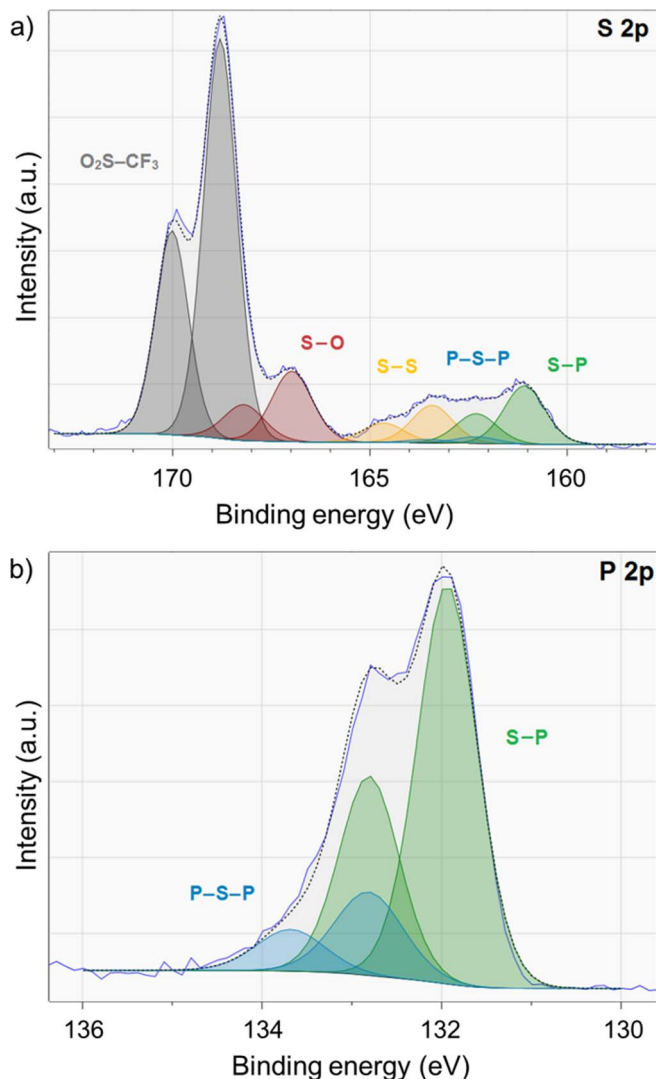 a)
S 2p
O₂S–CF₃
S–O
S–S
P–S–P
S–P
Intensity (a.u.)
170 165 160
Binding energy (eV)
b)
P 2p
S–P
P–S–P
Intensity (a.u.)
136 134 132 130
Binding energy (eV)